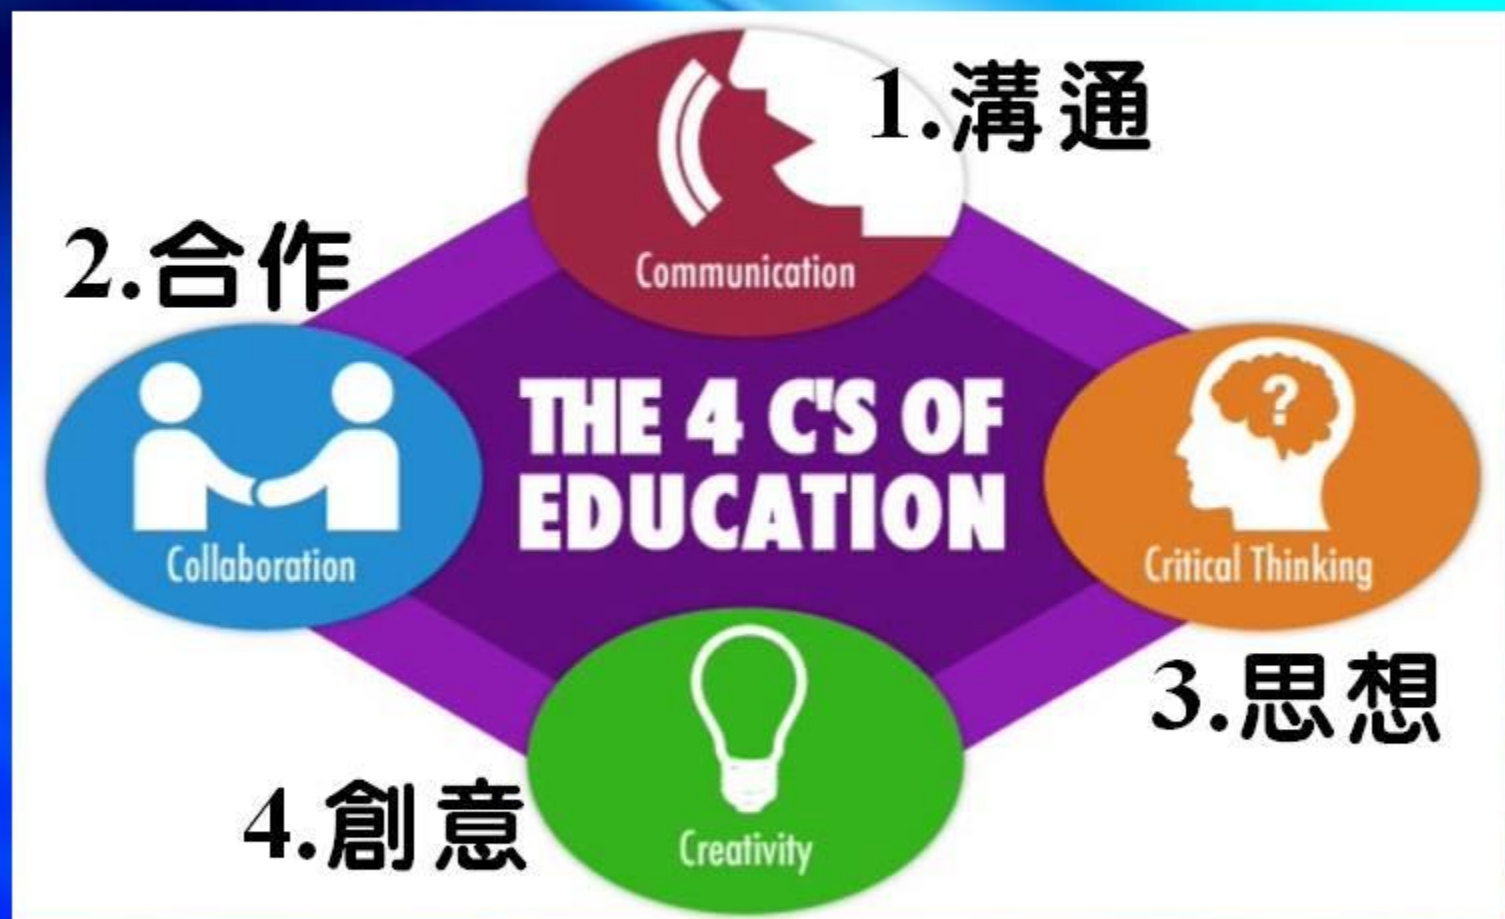 1.溝通
Communication
2.合作
Collaboration
THE 4 C'S OF
EDUCATION
?
Critical Thinking
3.思想
4.創意
Creativity